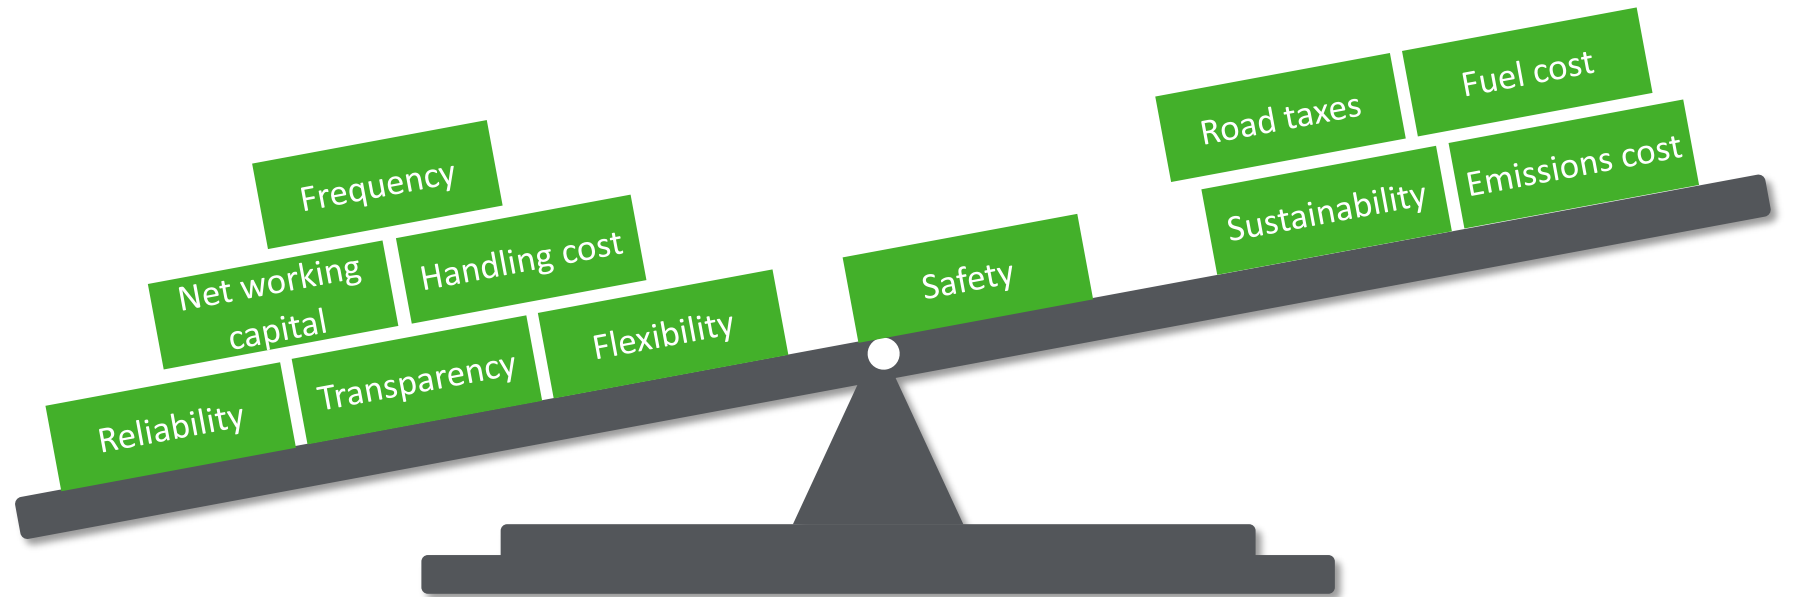 Frequency
Net working
capital
Handling cost
Reliability
Transparency
Flexibility
Safety
Road taxes
Fuel cost
Sustainability
Emissions cost